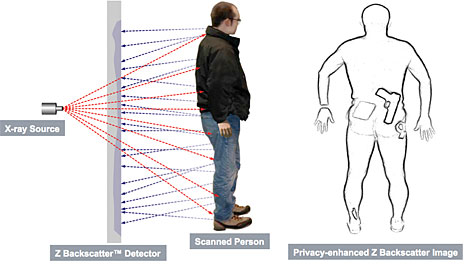 X-ray Source
Z Backscatter™ Detector
Scanned Person
Privacy-enhanced Z Backscatter Image